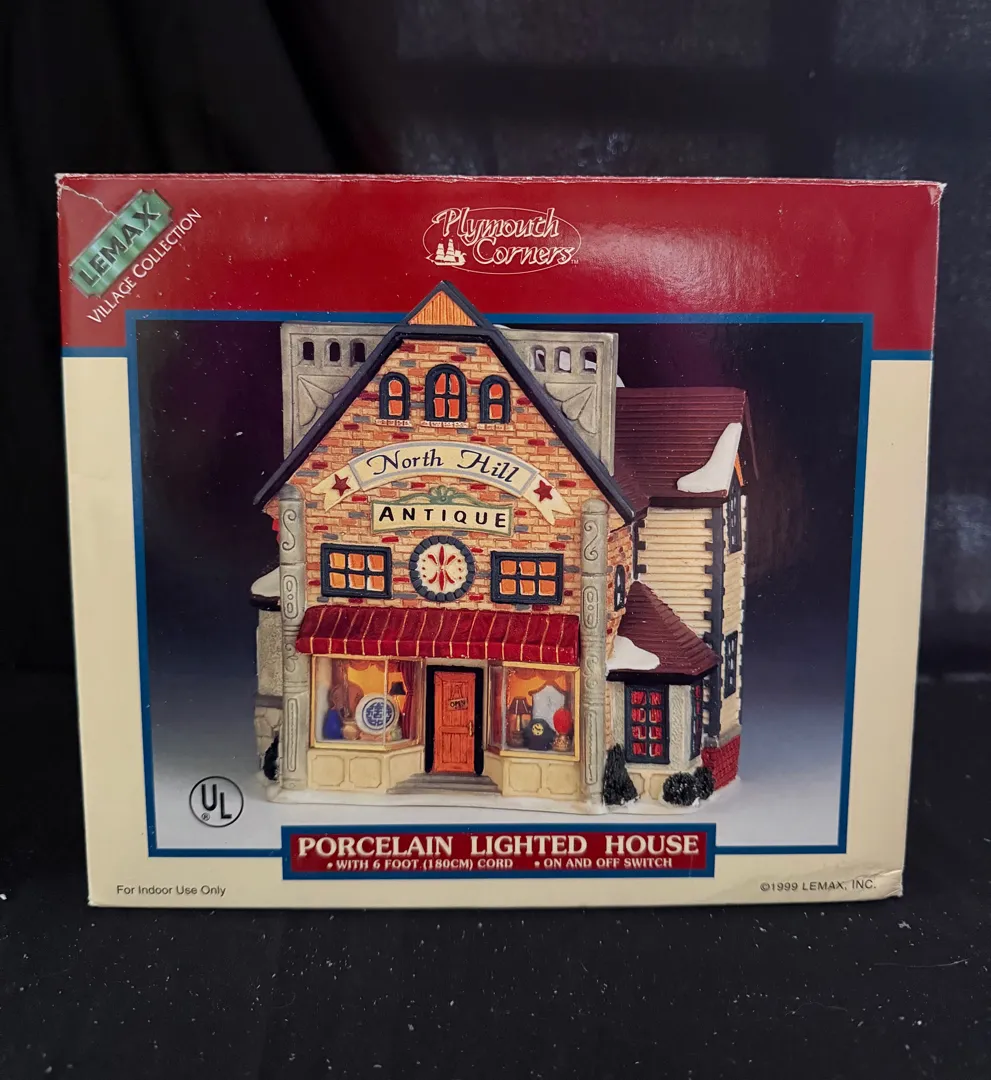 LEMAX
VILLAGE COLLECTION
Plymouth
Corners™
North Hill
ANTIQUE
OPEN
UL
®
PORCELAIN LIGHTED HOUSE
• WITH 6 FOOT (180CM) CORD • ON AND OFF SWITCH
For Indoor Use Only
©1999 LEMAX, INC.